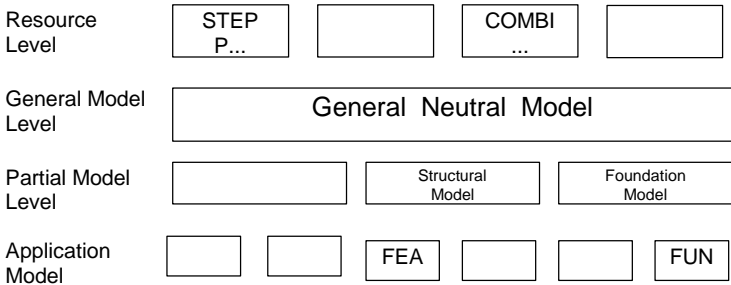 Resource
Level
STEP
P...
COMBI
...
General Model
Level
General Neutral Model
Partial Model
Level
Structural
Model
Foundation
Model
Application
Model
FEA
FUN